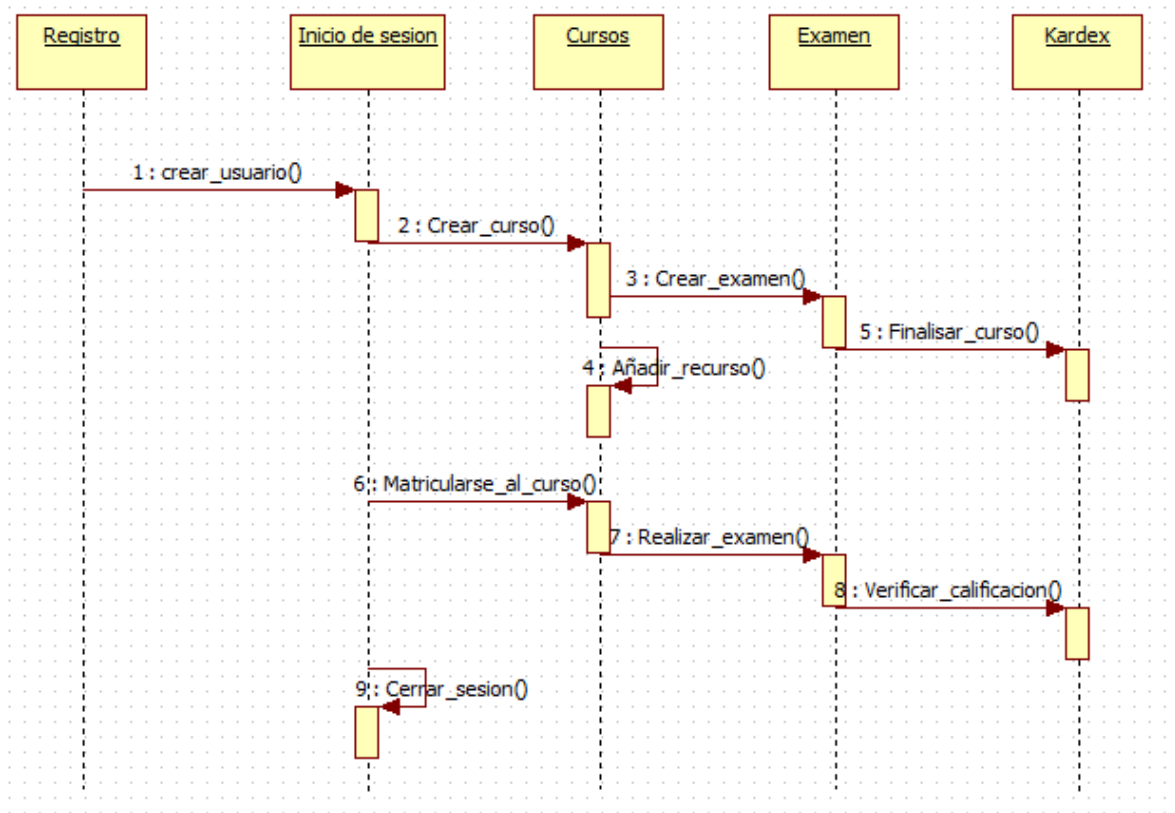 Registro
Inicio de sesion
Cursos
Examen
Kardex
1 : crear_usuario()
2 : Crear_curso()
3 : Crear_examen()
5 : Finalisar_curso()
4 : Añadir_recurso()
6 : Matricularse_al_curso()
7 : Realizar_examen()
8 : Verificar_calificacion()
9 : Cerrar_sesion()